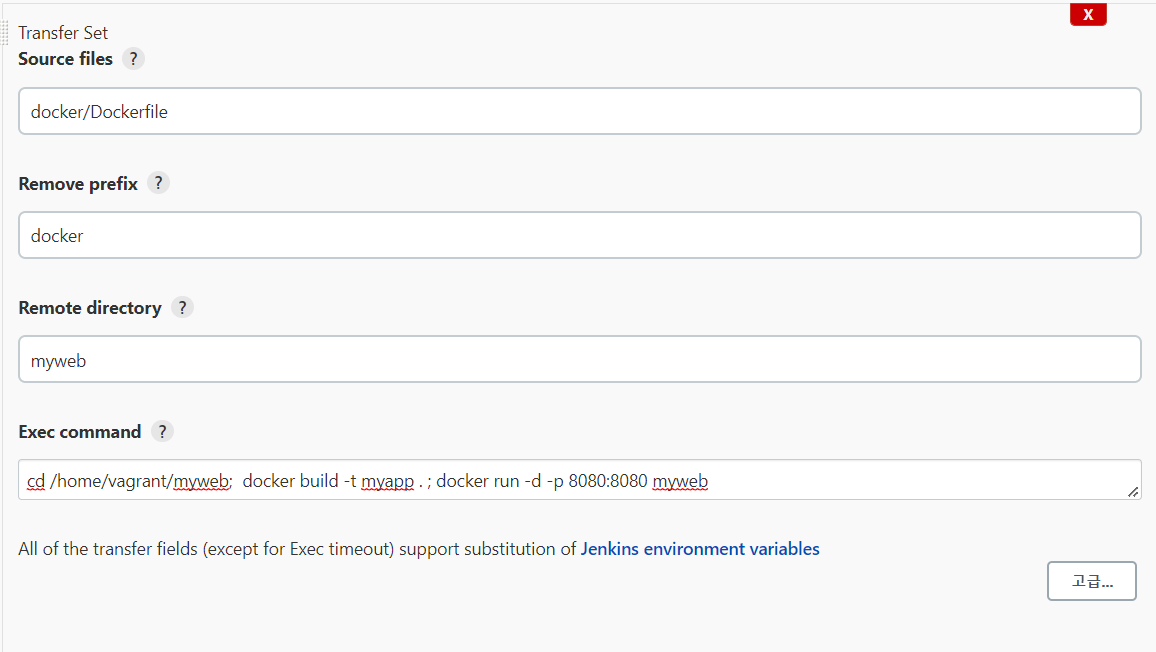 X
Transfer Set
Source files ?
docker/Dockerfile
Remove prefix ?
docker
Remote directory ?
myweb
Exec command ?
cd /home/vagrant/myweb;  docker build -t myapp . ; docker run -d -p 8080:8080 myweb
All of the transfer fields (except for Exec timeout) support substitution of Jenkins environment variables
고급...